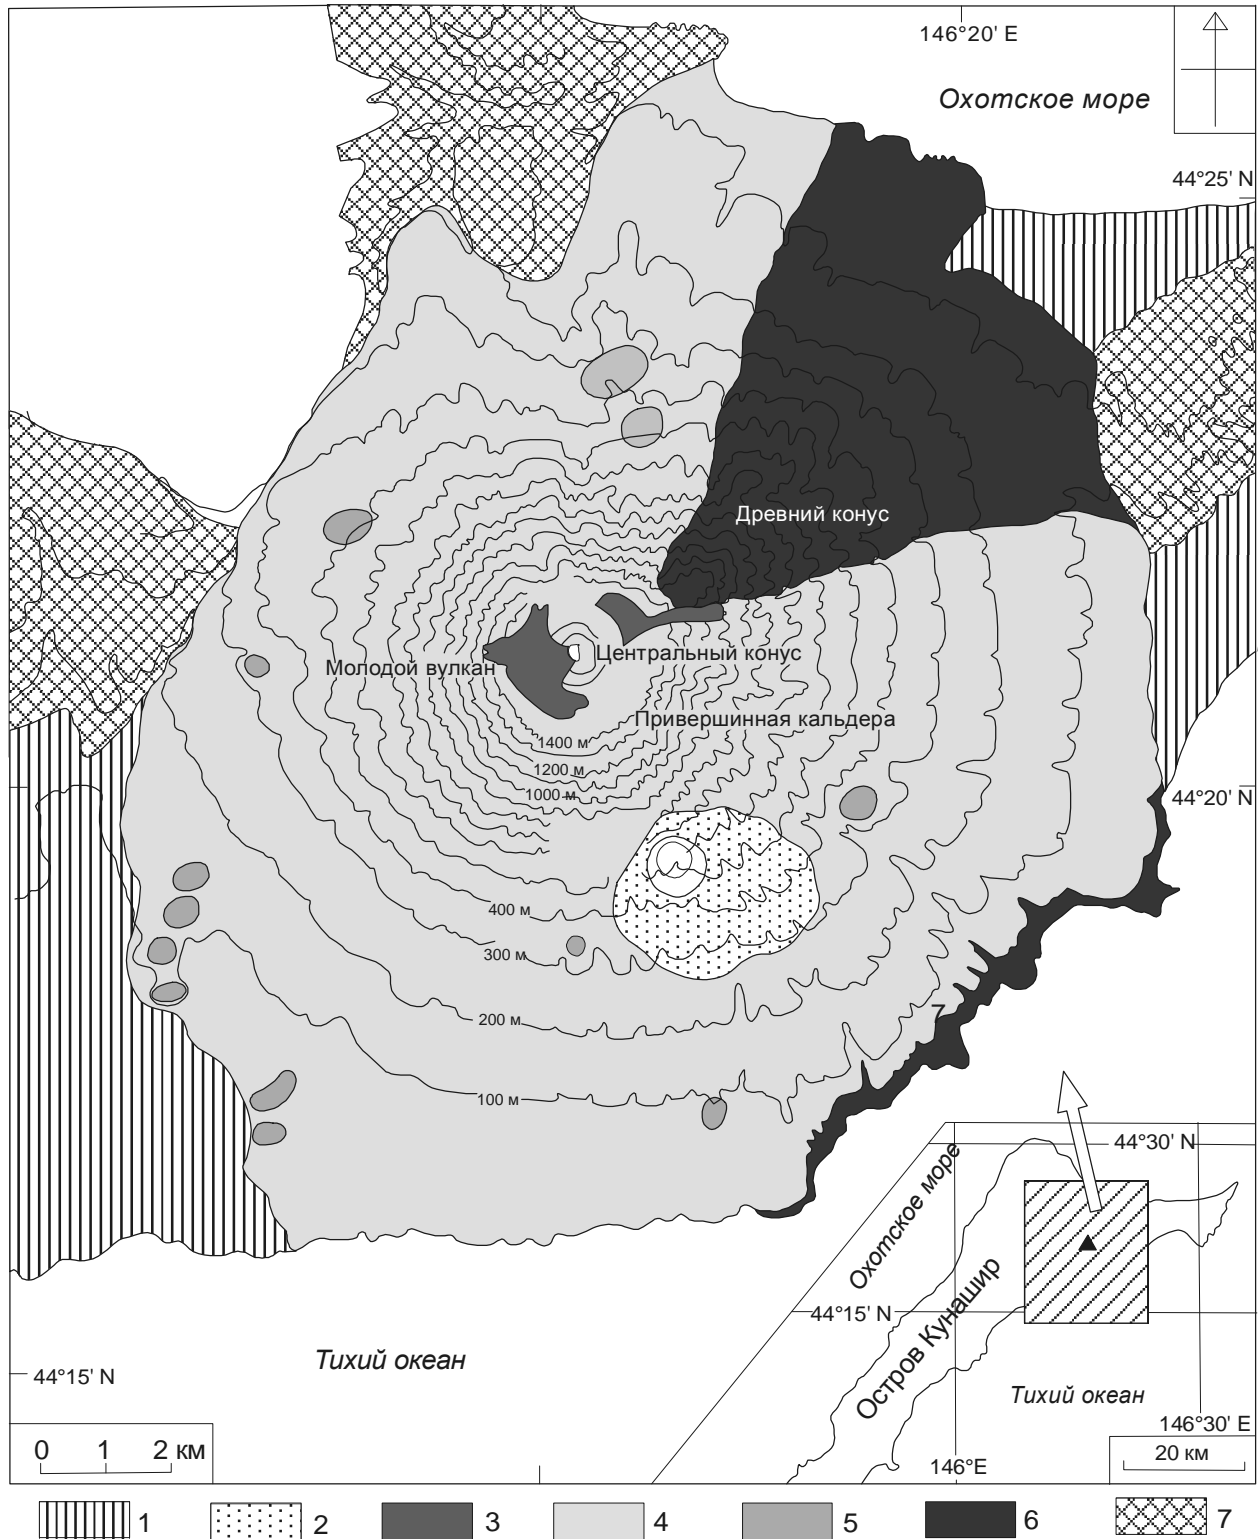 146°20' E
Охотское море
44°25' N
Древний конус
Центральный конус
Молодой вулкан
Привершинная кальдера
1400 м
1200 м
1000 м
44°20' N
400 м
300 м
200 м
7
100 м
44°30' N
Охотское море
44°15' N
Остров Кунашир
Тихий океан
44°15' N
Тихий океан
146°30' E
0 1 2 км
146°E
20 км
1 2 3 4 5 6 7